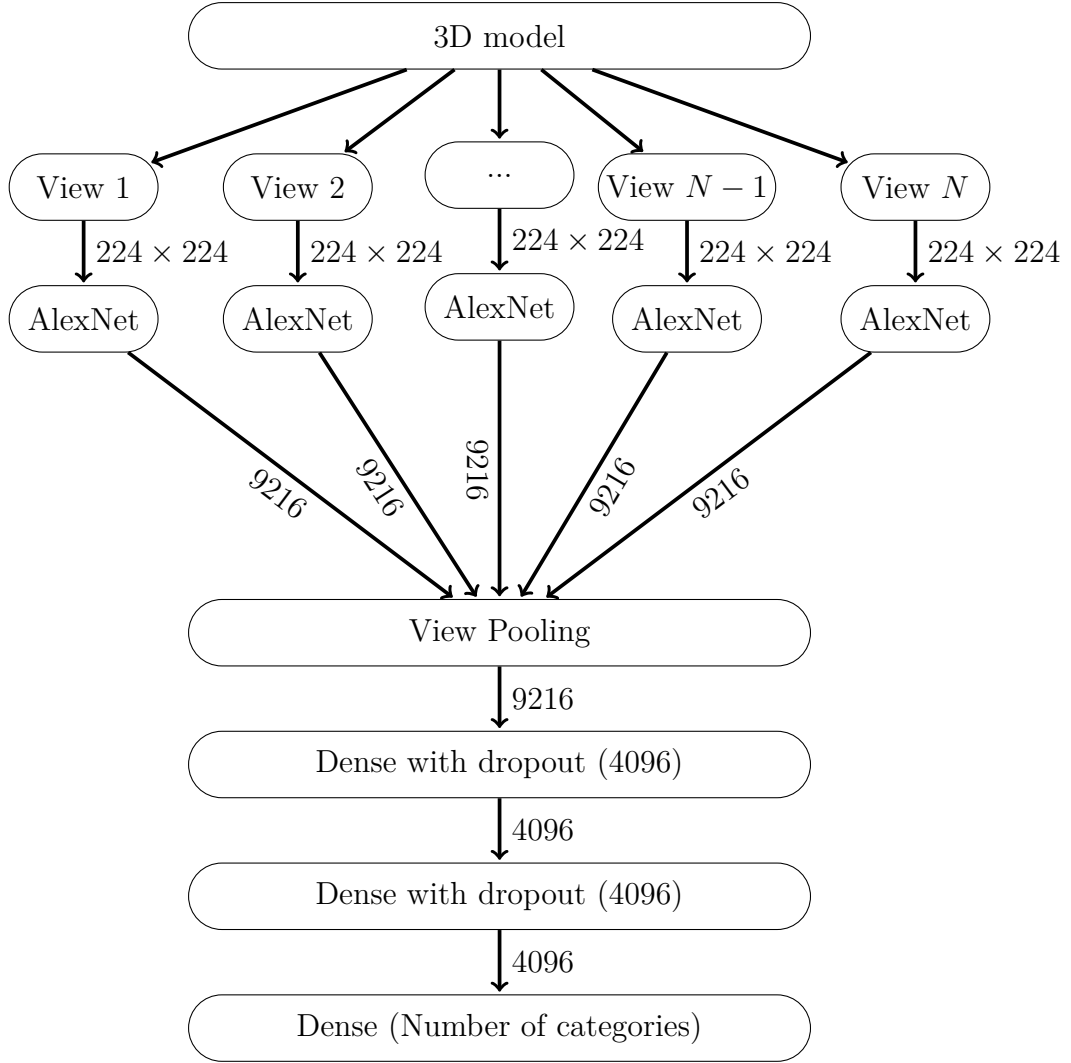 3D model
View 1
View 2
...
View N − 1
View N
224 × 224
224 × 224
224 × 224
224 × 224
224 × 224
AlexNet
AlexNet
AlexNet
AlexNet
AlexNet
9216
9216
9216
9216
9216
View Pooling
9216
Dense with dropout (4096)
4096
Dense with dropout (4096)
4096
Dense (Number of categories)